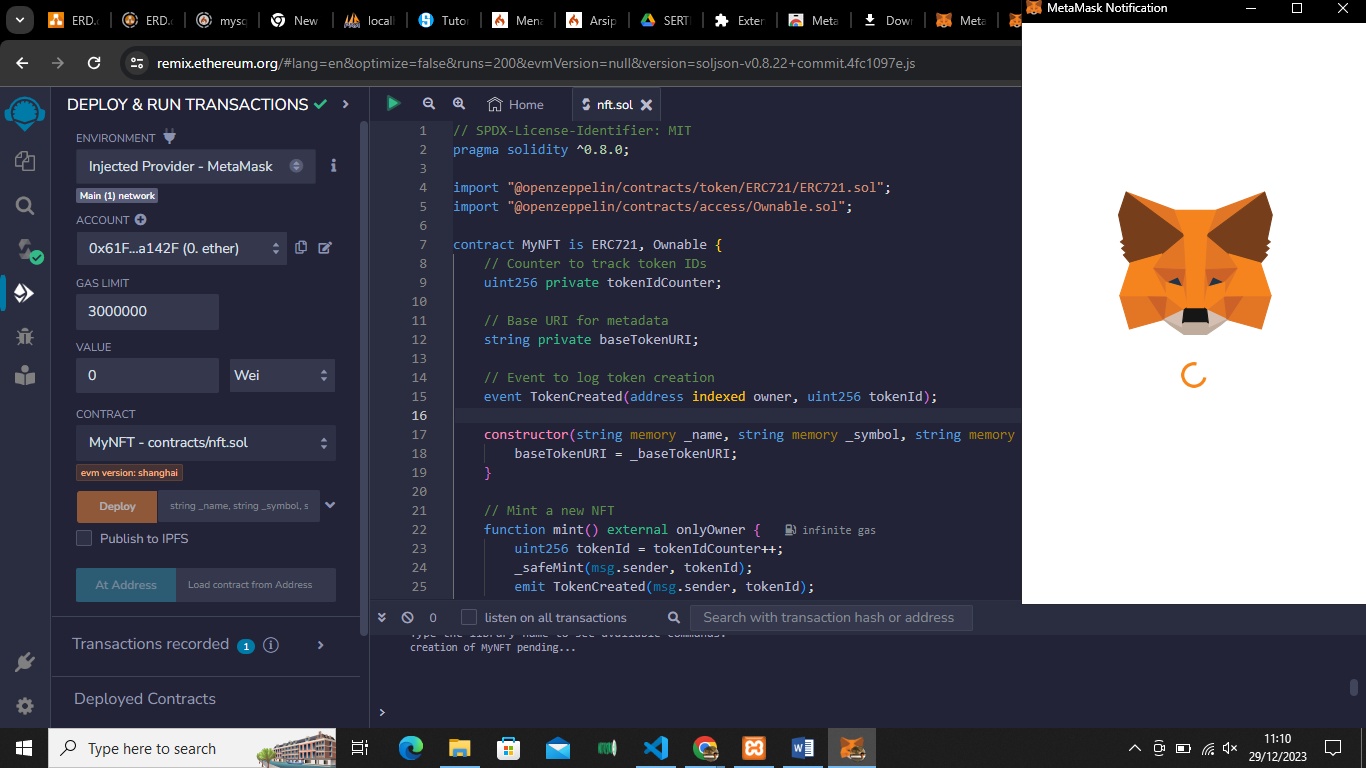 ERD.c
ERD.c
mysq
New
locall
Tutor
Mena
Arsip
SERTI
Exten
Meta
Dow
Meta
MetaMask Notification
remix.ethereum.org/#lang=en&optimize=false&runs=200&evmVersion=null&version=soljson-v0.8.22+commit.4fc1097e.js
DEPLOY & RUN TRANSACTIONS
ENVIRONMENT
Injected Provider - MetaMask
Main (1) network
ACCOUNT
0x61F...a142F (0. ether)
GAS LIMIT
3000000
VALUE
0
Wei
CONTRACT
MyNFT - contracts/nft.sol
evm version: shanghai
Deploy
string _name, string _symbol, s
Publish to IPFS
At Address
Load contract from Address
Transactions recorded 1
Deployed Contracts
Home
nft.sol
1 // SPDX-License-Identifier: MIT
2 pragma solidity ^0.8.0;
3
4 import "@openzeppelin/contracts/token/ERC721/ERC721.sol";
5 import "@openzeppelin/contracts/access/Ownable.sol";
6
7 contract MyNFT is ERC721, Ownable {
8 // Counter to track token IDs
9 uint256 private tokenIdCounter;
10
11 // Base URI for metadata
12 string private baseTokenURI;
13
14 // Event to log token creation
15 event TokenCreated(address indexed owner, uint256 tokenId);
16
17 constructor(string memory _name, string memory _symbol, string memory
18 baseTokenURI = _baseTokenURI;
19 }
20
21 // Mint a new NFT
22 function mint() external onlyOwner { infinite gas
23 uint256 tokenId = tokenIdCounter++;
24 _safeMint(msg.sender, tokenId);
25 emit TokenCreated(msg.sender, tokenId);
0
listen on all transactions
Search with transaction hash or address
Type the library name to see available commands.
creation of MyNFT pending...
>
Type here to search
11:10
29/12/2023